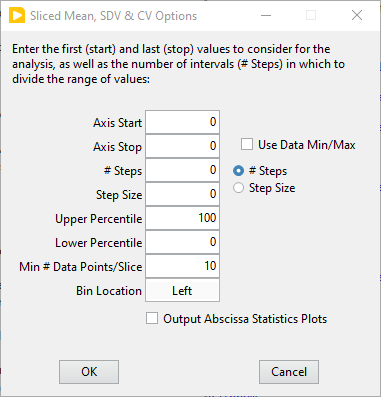 Sliced Mean, SDV & CV Options
Enter the first (start) and last (stop) values to consider for the
analysis, as well as the number of intervals (# Steps) in which to
divide the range of values:
Axis Start 0
Axis Stop 0 Use Data Min/Max
# Steps 0 # Steps
Step Size 0 Step Size
Upper Percentile 100
Lower Percentile 0
Min # Data Points/Slice 10
Bin Location Left
Output Abscissa Statistics Plots
OK Cancel